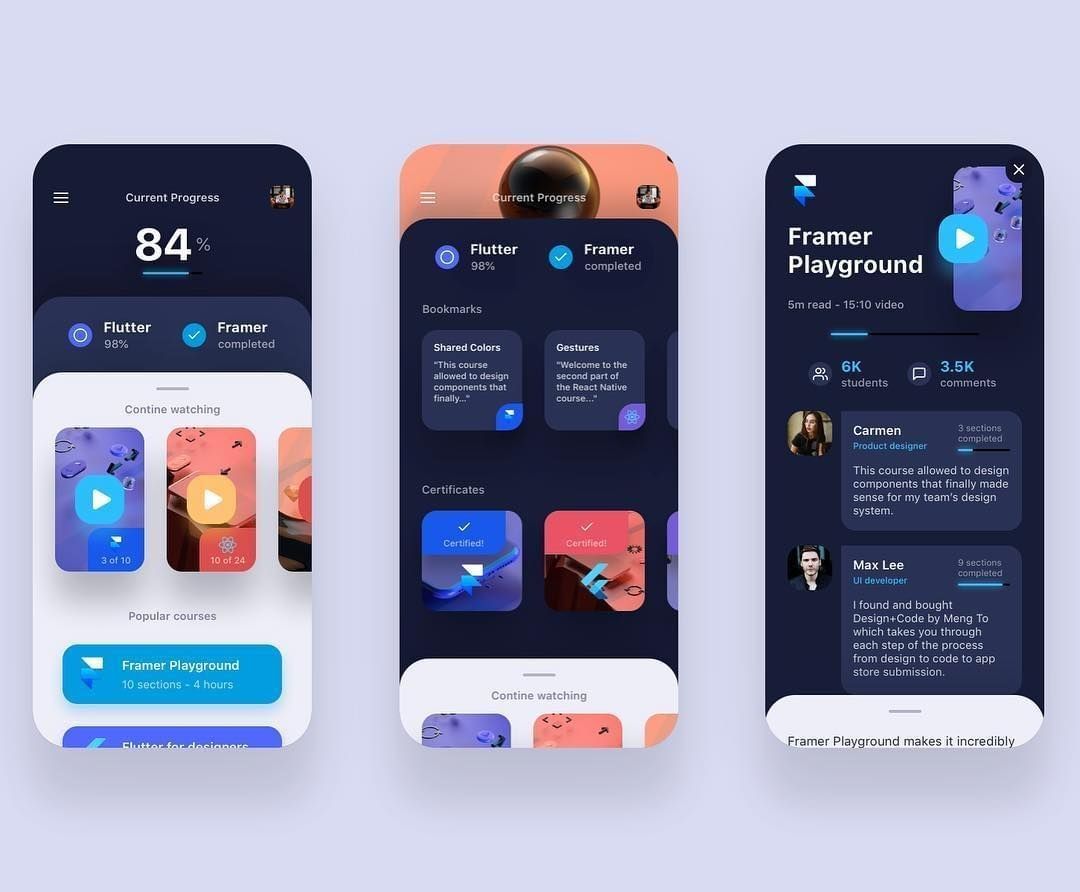 Current Progress
84 %
Flutter
98%
Framer
completed
Contine watching
3 of 10
10 of 24
Popular courses
Framer Playground
10 sections - 4 hours
Flutter for designers
Current Progress
Flutter
98%
Framer
completed
Bookmarks
Shared Colors
"This course
allowed to design
components that
finally..."
Gestures
"Welcome to the
second part of
the React Native
course..."
Certificates
Certified!
Certified!
Contine watching
Framer
Playground
5m read - 15:10 video
6K
students
3.5K
comments
Carmen
Product designer
3 sections
completed
This course allowed to design
components that finally made
sense for my team's design
system.
Max Lee
UI developer
9 sections
completed
I found and bought
Design+Code by Meng To
which takes you through
each step of the process
from design to code to app
store submission.
Framer Playground makes it incredibly